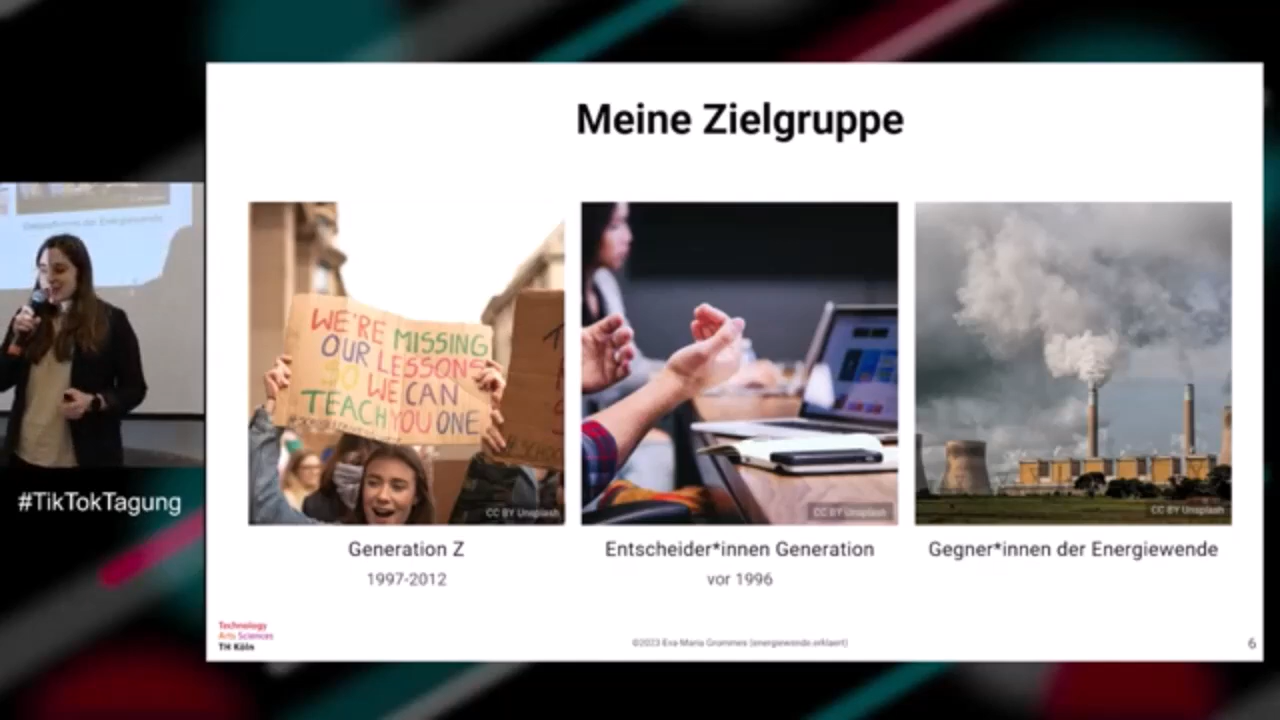 Meine Zielgruppe
WE'RE MISSING
OUR LESSONS
SO WE CAN
TEACH YOU ONE
CC BY Unsplash
CC BY Unsplash
CC BY Unsplash
Generation Z
1997-2012
Entscheider*innen Generation
vor 1996
Gegner*innen der Energiewende
#TikTokTagung
Technology
Arts Sciences
TH Köln
©2023 Eva-Maria Grommes (energiewende.erklaert)
6